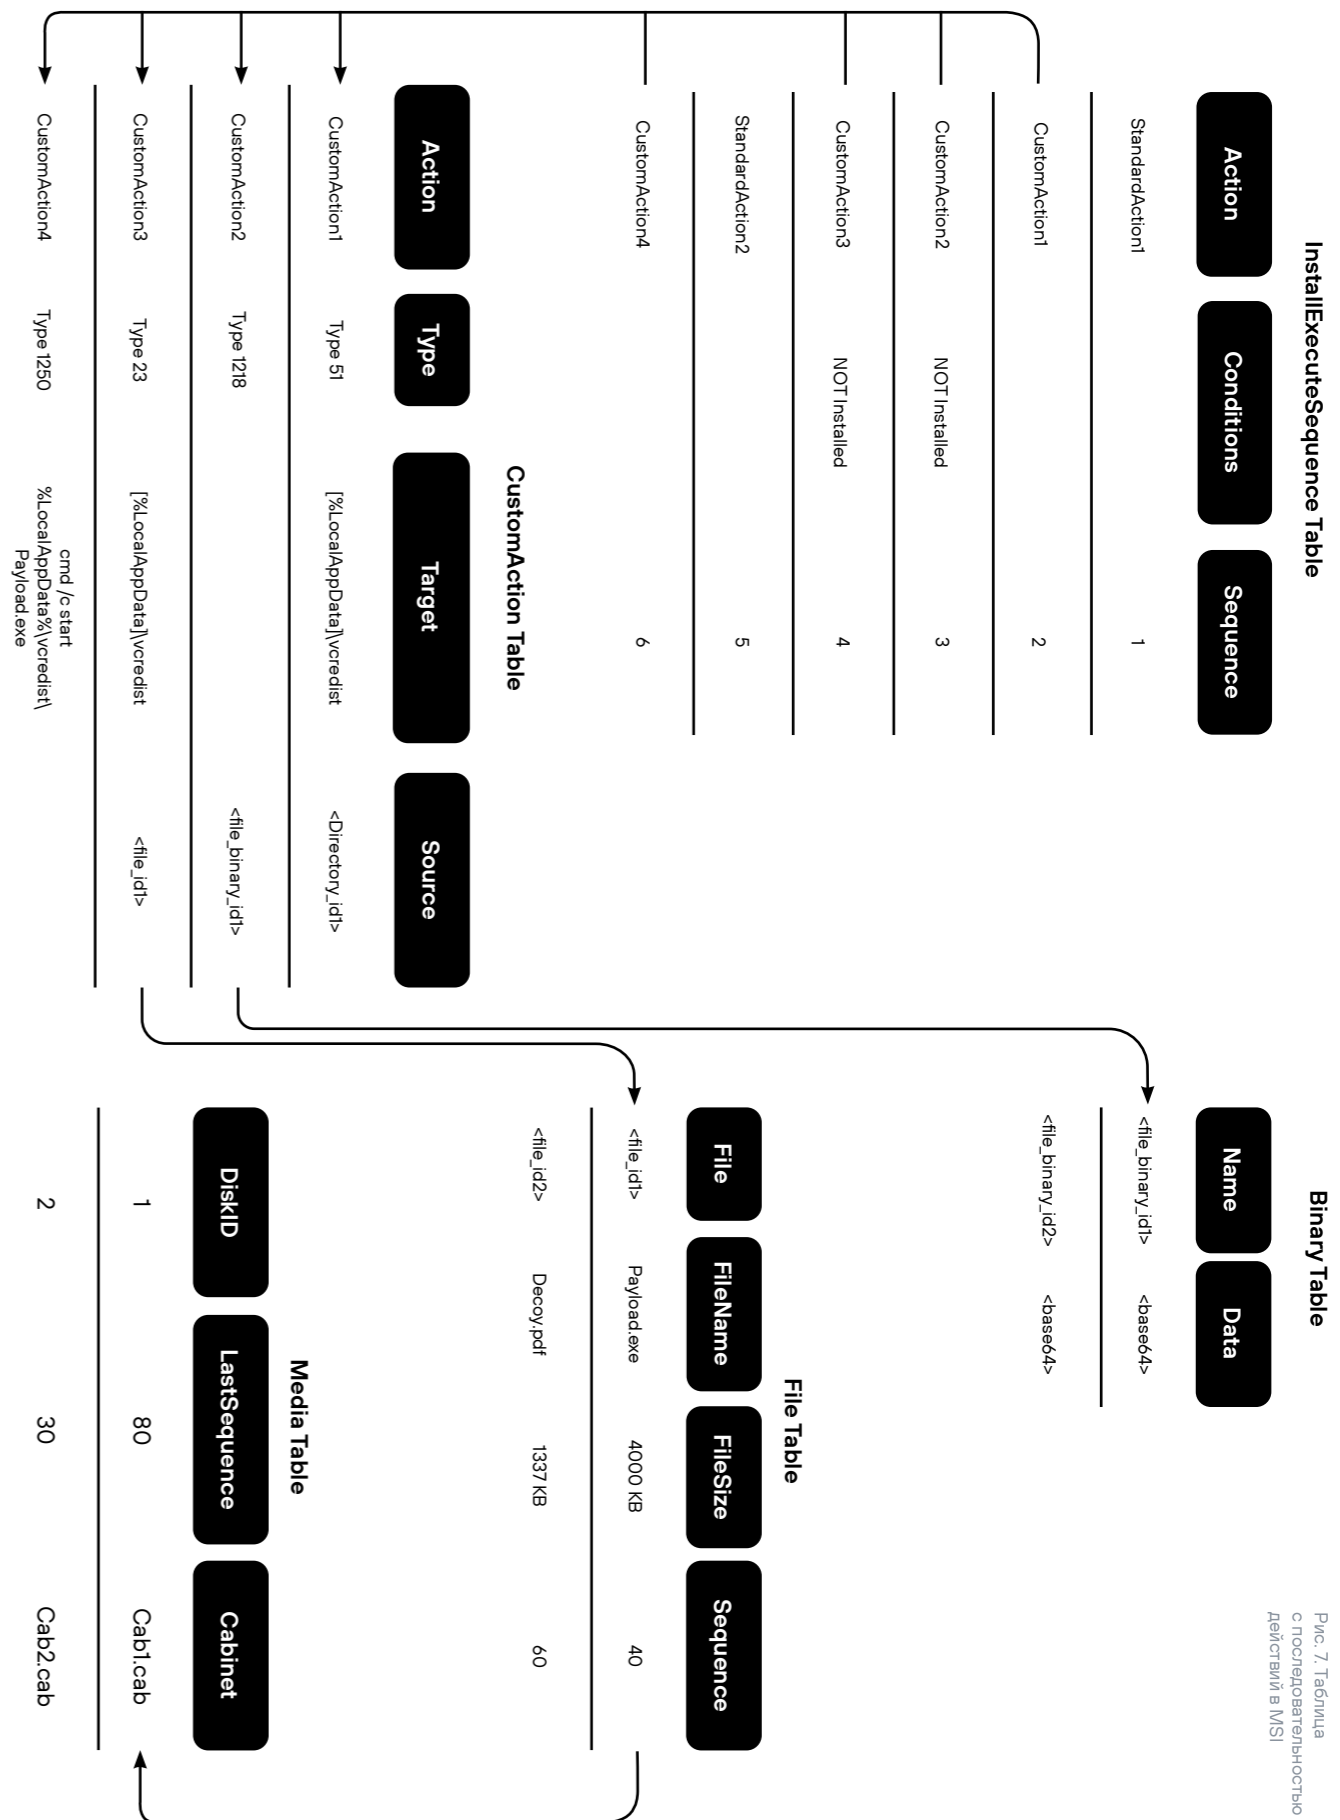 InstallExecuteSequence Table
Action Conditions Sequence
StandardAction1 1
CustomAction1 2
CustomAction2 NOT Installed 3
CustomAction3 NOT Installed 4
StandardAction2 5
CustomAction4 6
CustomAction Table
Action Type Target Source
CustomAction1 Type 51 [%LocalAppData]\vcredist <Directory_id1>
CustomAction2 Type 1218 <file_binary_id1>
CustomAction3 Type 23 [%LocalAppData]\vcredist <file_id1>
CustomAction4 Type 1250 cmd /c start
%LocalAppData%\vcredist\
Payload.exe
Binary Table
Name Data
<file_binary_id1> <base64>
<file_binary_id2> <base64>
File Table
File FileName FileSize Sequence
<file_id1> Payload.exe 4000 KB 40
<file_id2> Decoy.pdf 1337 KB 60
Media Table
DiskID LastSequence Cabinet
1 80 Cab1.cab
2 30 Cab2.cab
Рис. 7. Таблица
с последовательностью
действий в MSI